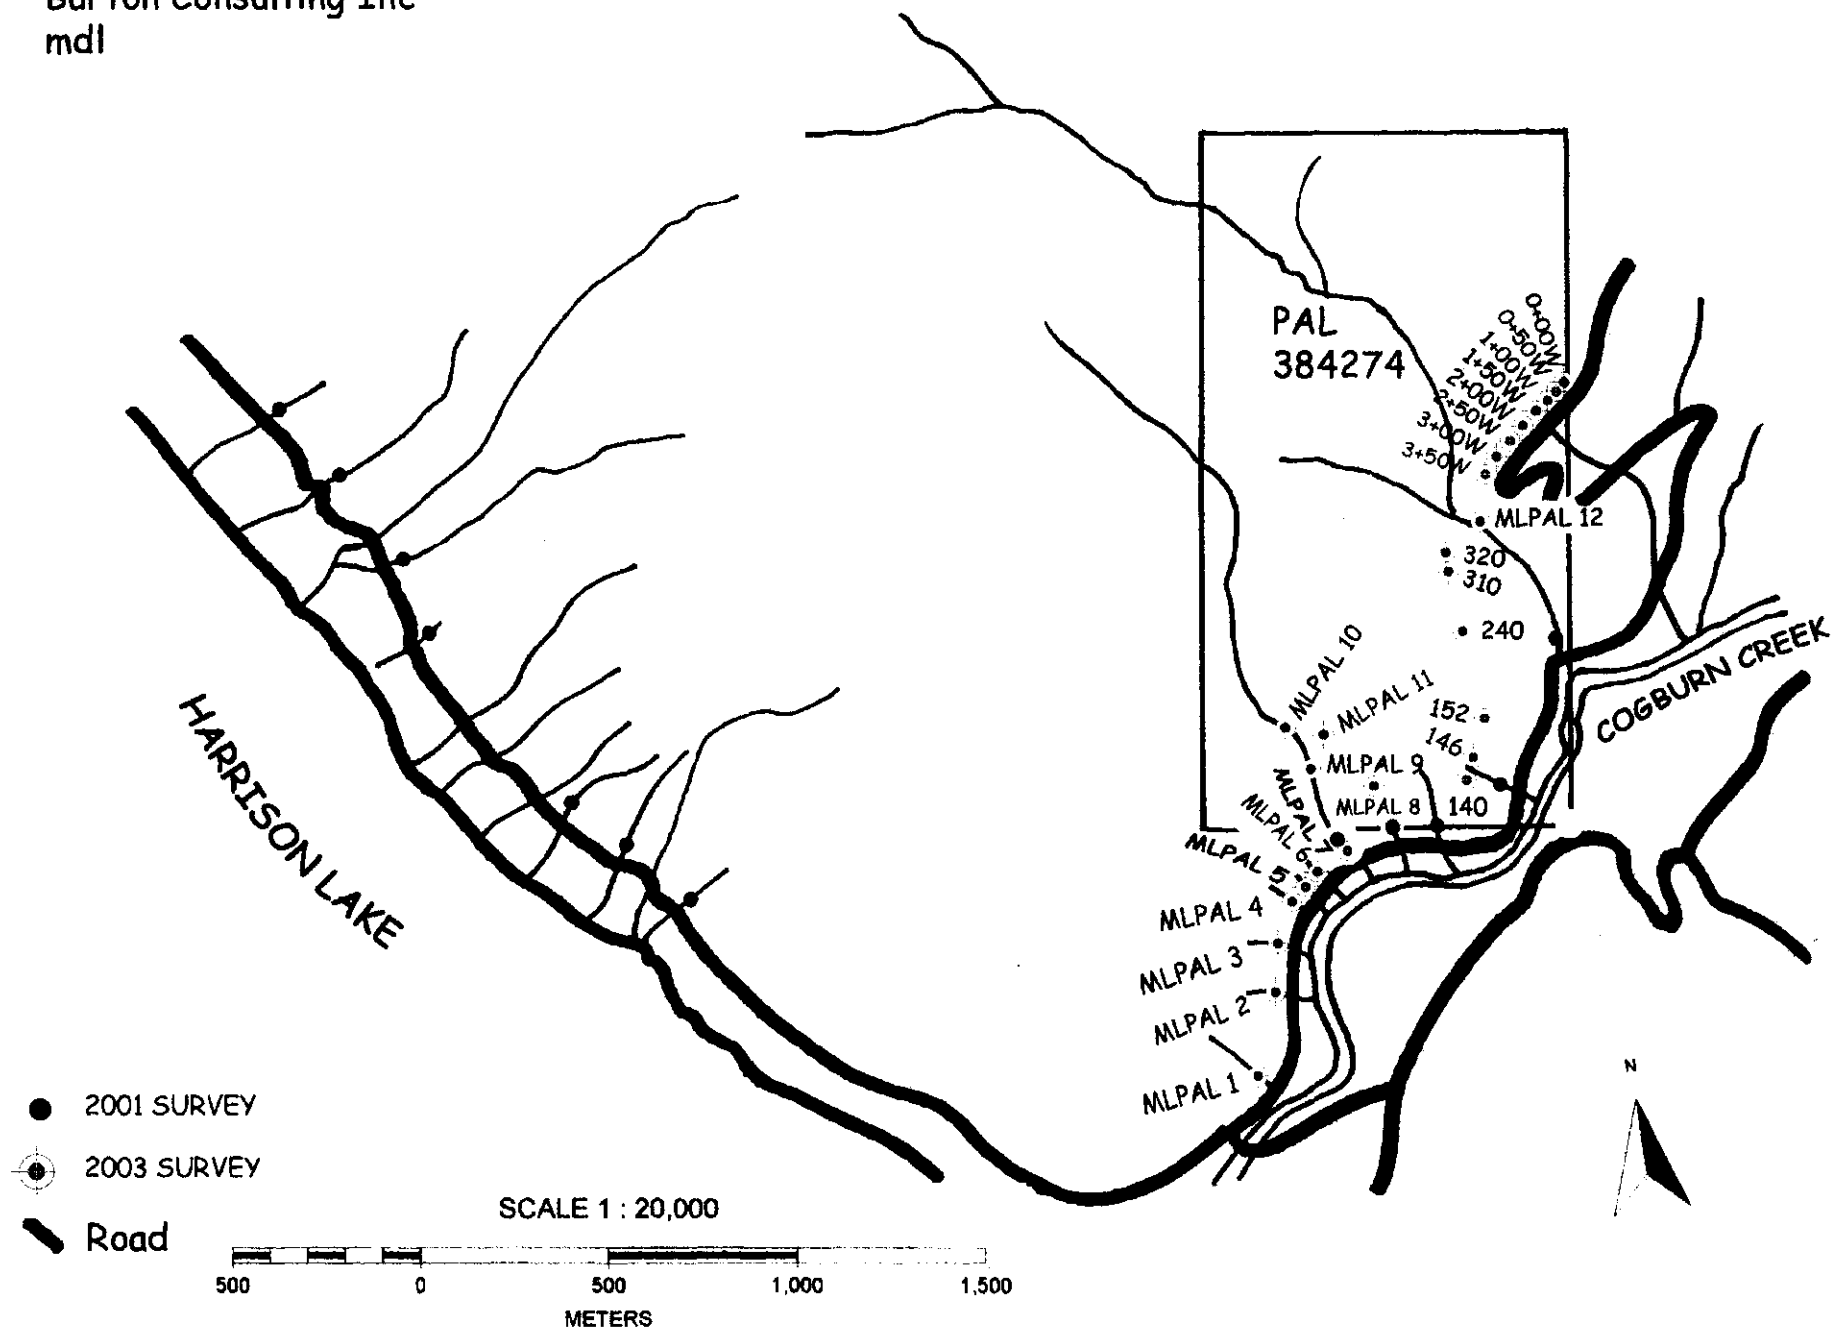 Consulting Inc
mdl
PAL
384274
0+00W
0+50W
1+00W
1+50W
2+00W
2+50W
3+00W
3+50W
MLPAL 12
320
310
240
MLPAL 10
MLPAL 11
152
146
MLPAL 9
MLPAL 8
140
MLPAL 7
MLPAL 6
MLPAL 5
MLPAL 4
MLPAL 3
MLPAL 2
MLPAL 1
COGBURN CREEK
HARRISON LAKE
N
2001 SURVEY
2003 SURVEY
Road
SCALE 1 : 20,000
500 0 500 1,000 1,500
METERS